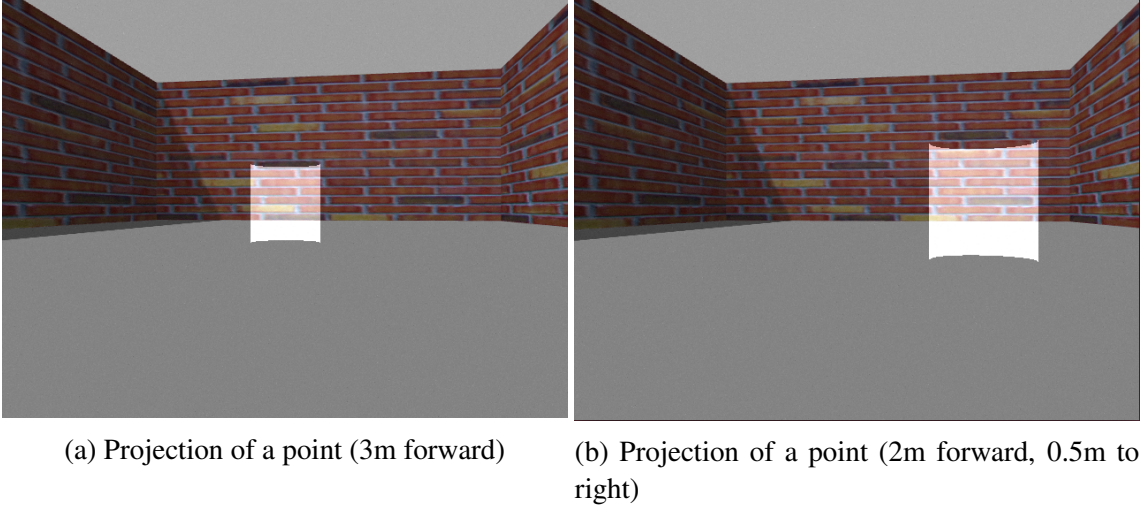 (a) Projection of a point (3m forward)
(b) Projection of a point (2m forward, 0.5m to
right)